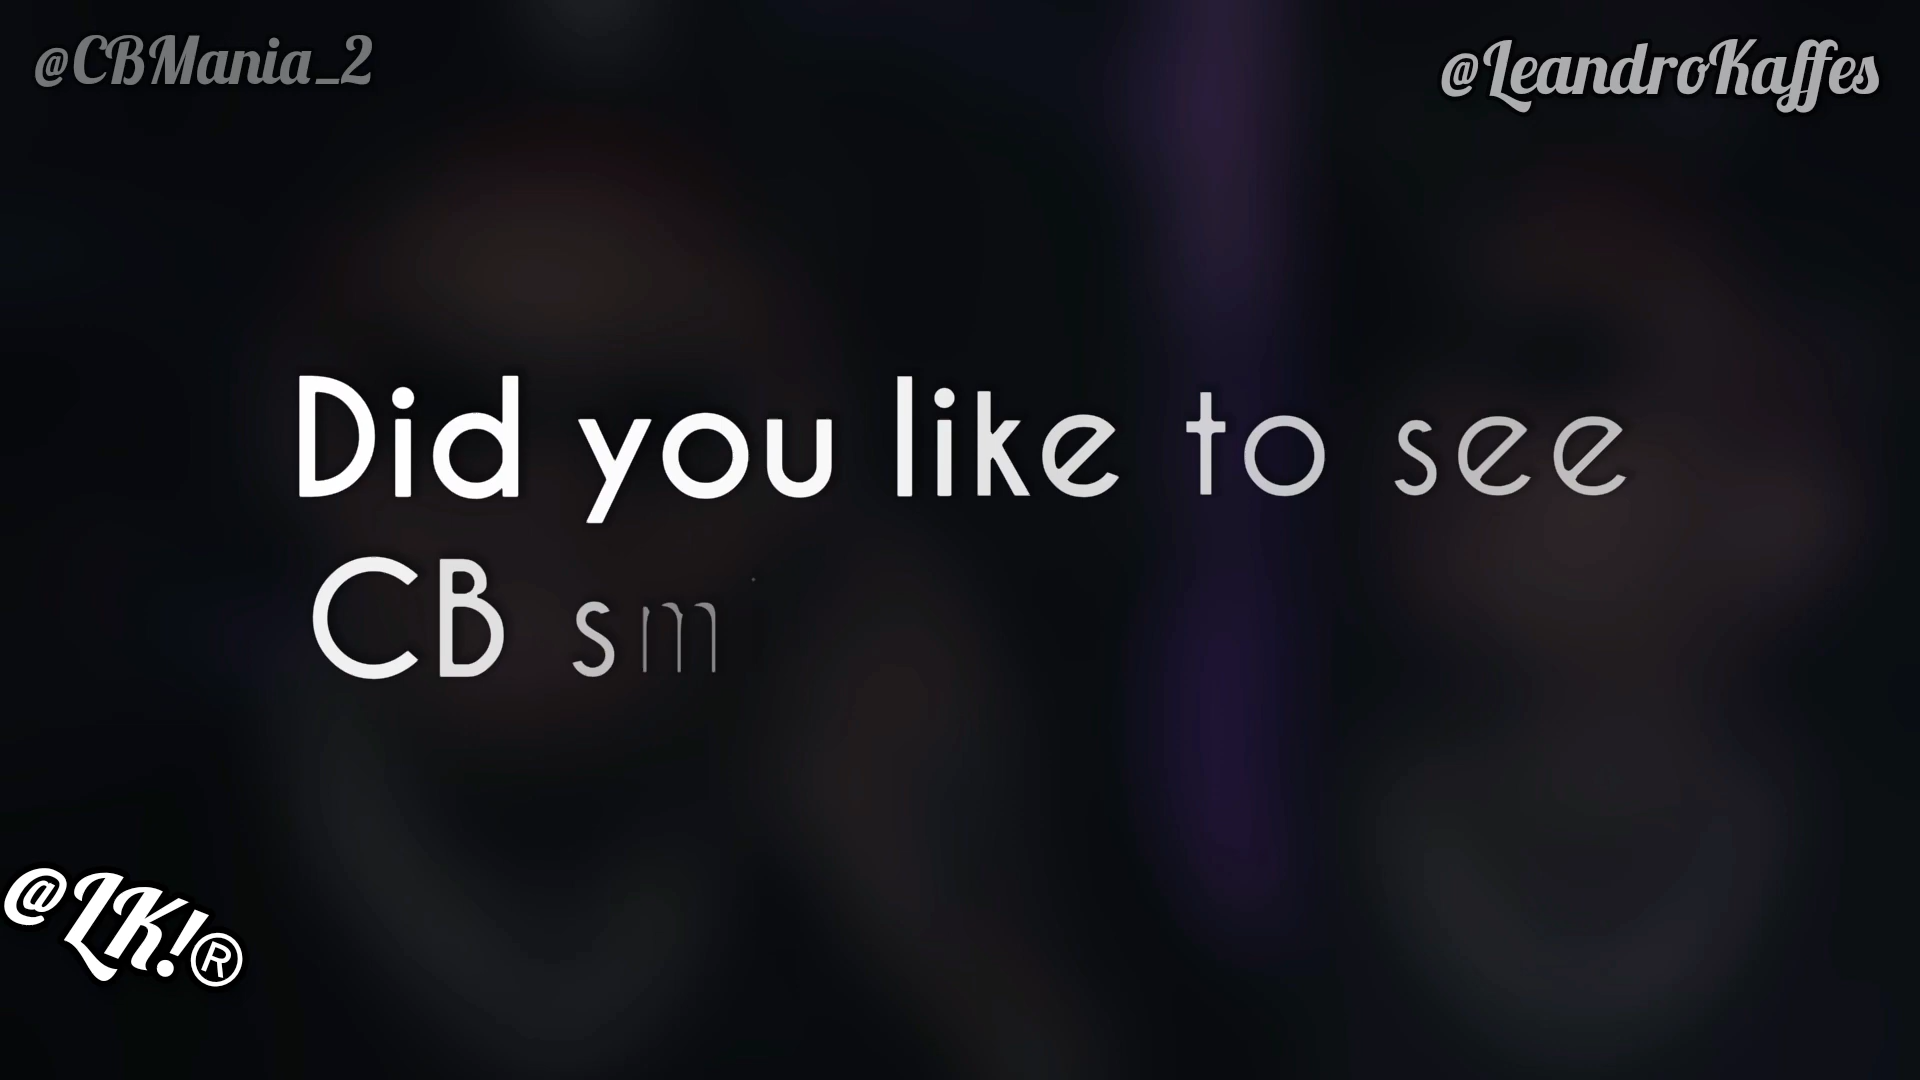 @CBMania_2
@LeandroKaffes
Did you like to see
CB sm
@LK!®